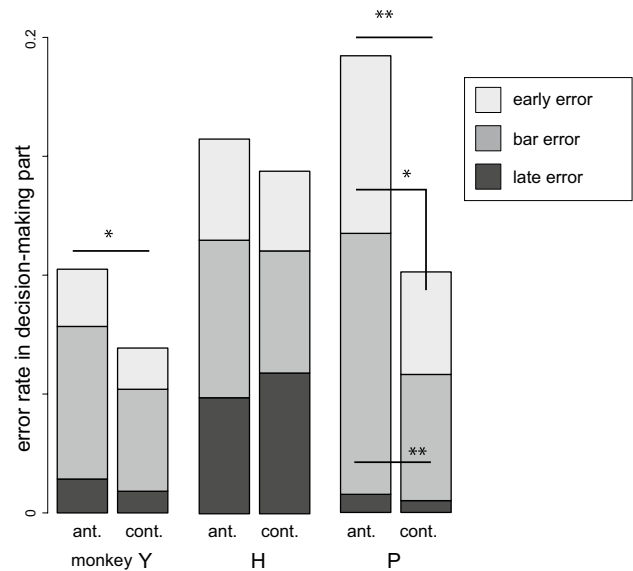 **
0.2
early error
bar error
late error
*
*
**
error rate in decision-making part
0
ant. cont. ant. cont. ant. cont.
monkey Y H P